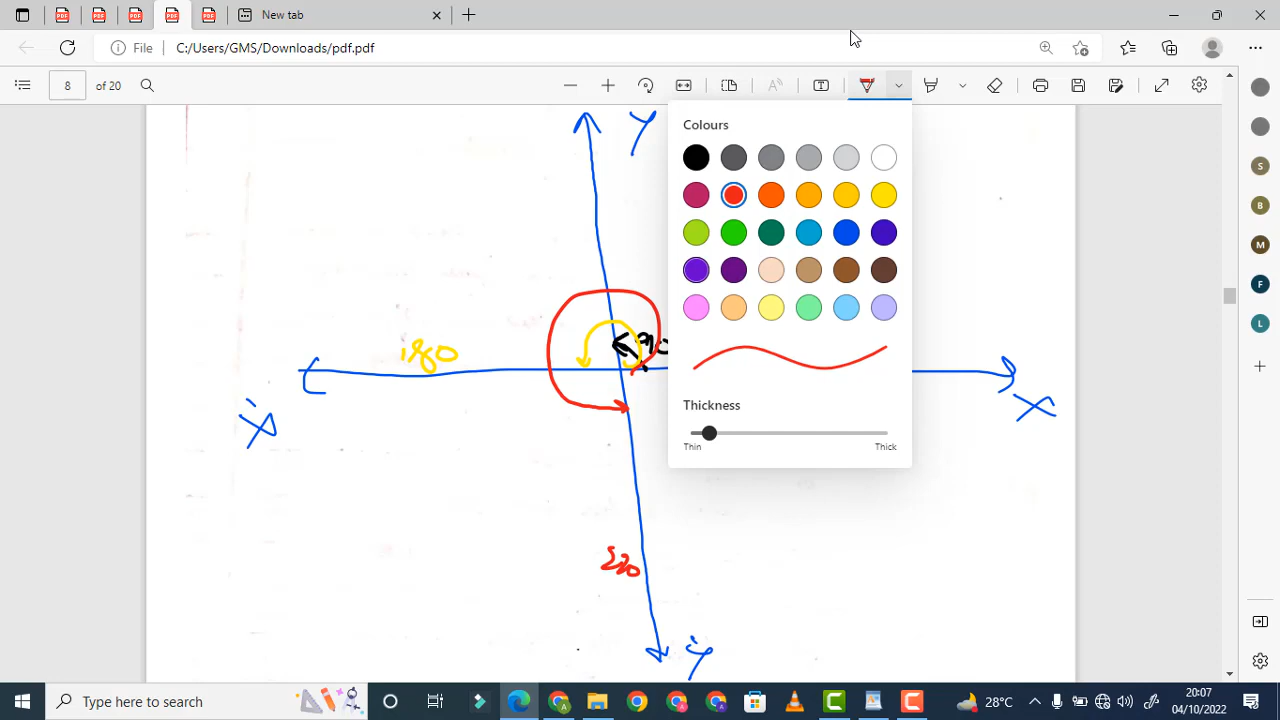 New tab
File C:/Users/GMS/Downloads/pdf.pdf
8 of 20
Colours
Thickness
Thin Thick
Y
90
180
X
X
Y
S
B
M
F
L
Type here to search
28°C
20:07
04/10/2022